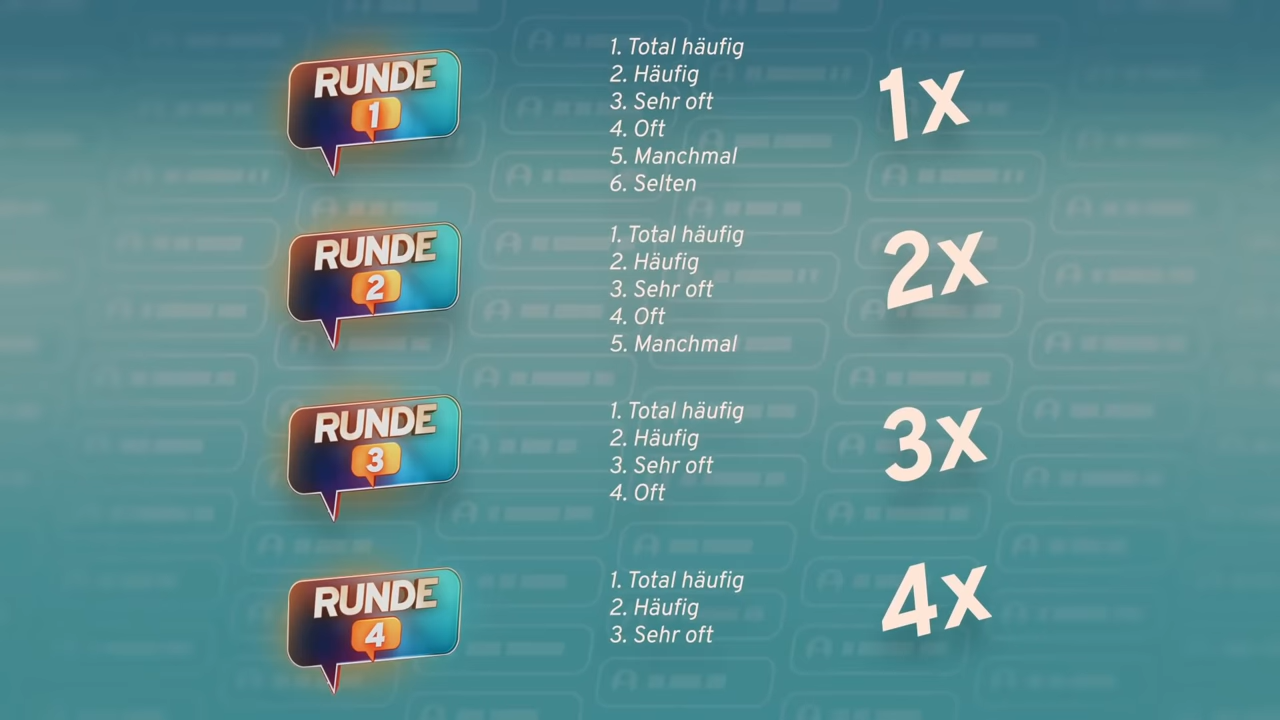 RUNDE
1
1. Total häufig
2. Häufig
3. Sehr oft
4. Oft
5. Manchmal
6. Selten
1x
RUNDE
2
1. Total häufig
2. Häufig
3. Sehr oft
4. Oft
5. Manchmal
2x
RUNDE
3
1. Total häufig
2. Häufig
3. Sehr oft
4. Oft
3x
RUNDE
4
1. Total häufig
2. Häufig
3. Sehr oft
4x